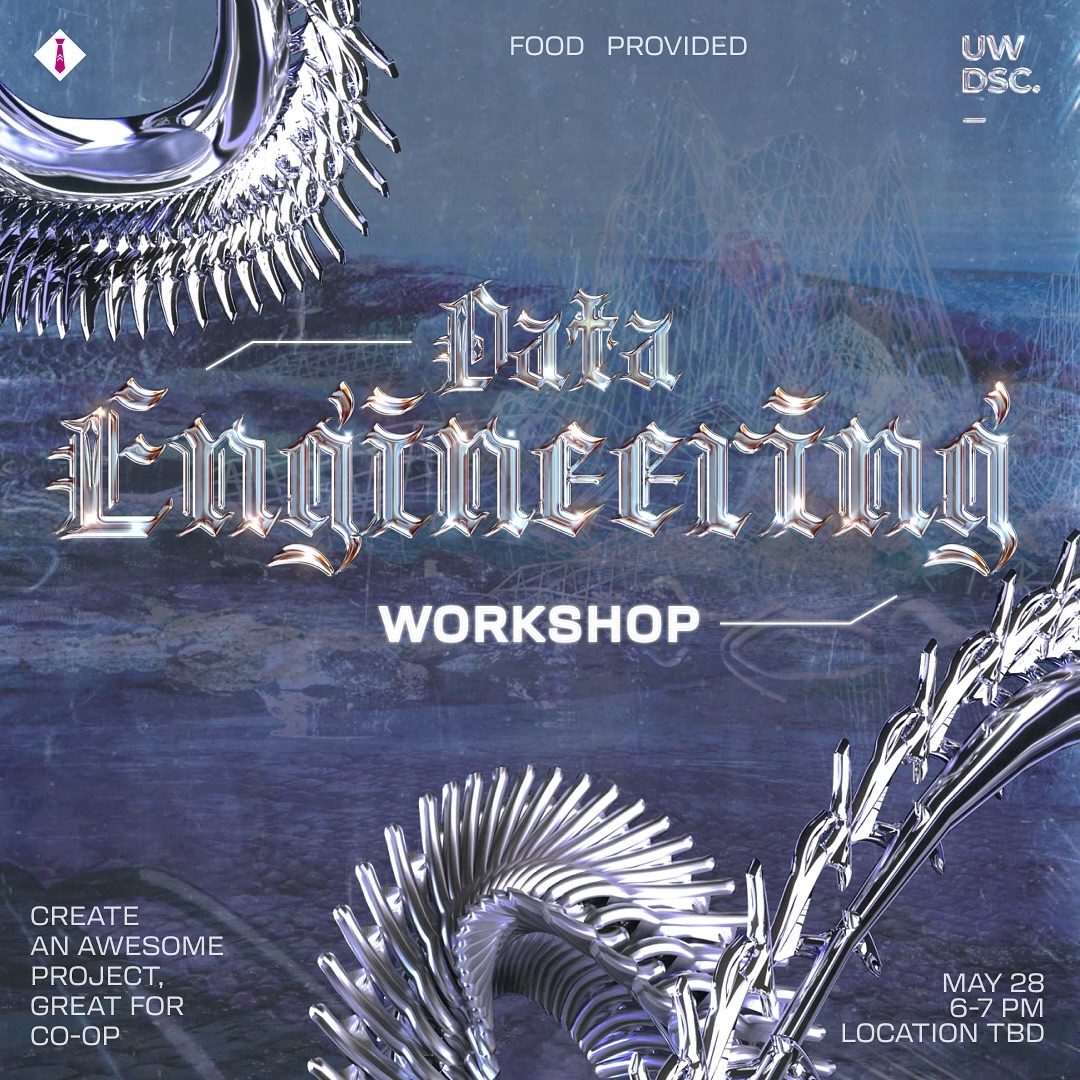 FOOD PROVIDED
UW
DSC.
Data
Engineering
WORKSHOP
CREATE
AN AWESOME
PROJECT,
GREAT FOR
CO-OP
MAY 28
6-7 PM
LOCATION TBD